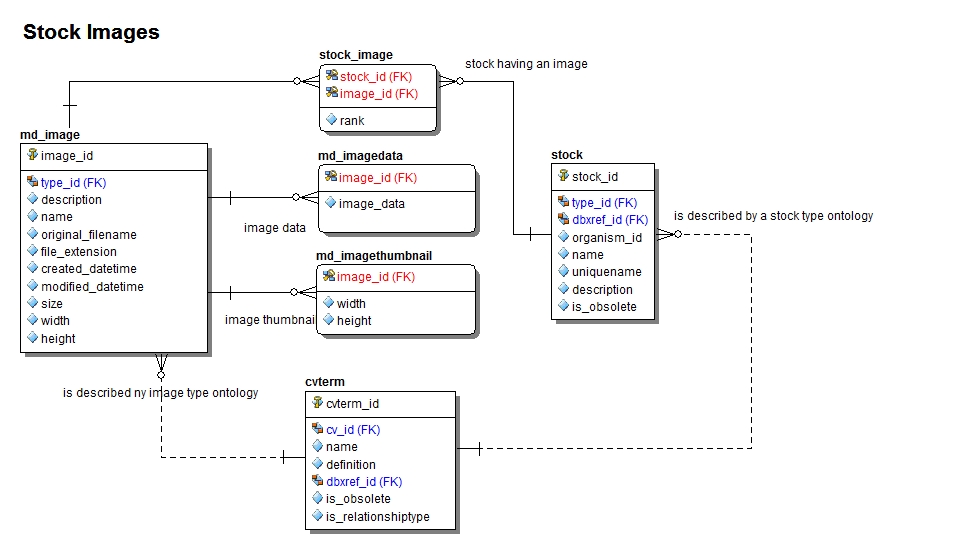 Stock Images
stock_image
stock_id (FK)
image_id (FK)
rank
stock having an image
md_image
image_id
type_id (FK)
description
name
original_filename
file_extension
created_datetime
modified_datetime
size
width
height
md_imagedata
image_id (FK)
image_data
image data
md_imagethumbnail
image_id (FK)
width
height
image thumbnai
stock
stock_id
type_id (FK)
dbxref_id (FK)
organism_id
name
uniquename
description
is_obsolete
is described by a stock type ontology
is described ny image type ontology
cvterm
cvterm_id
cv_id (FK)
name
definition
dbxref_id (FK)
is_obsolete
is_relationshiptype